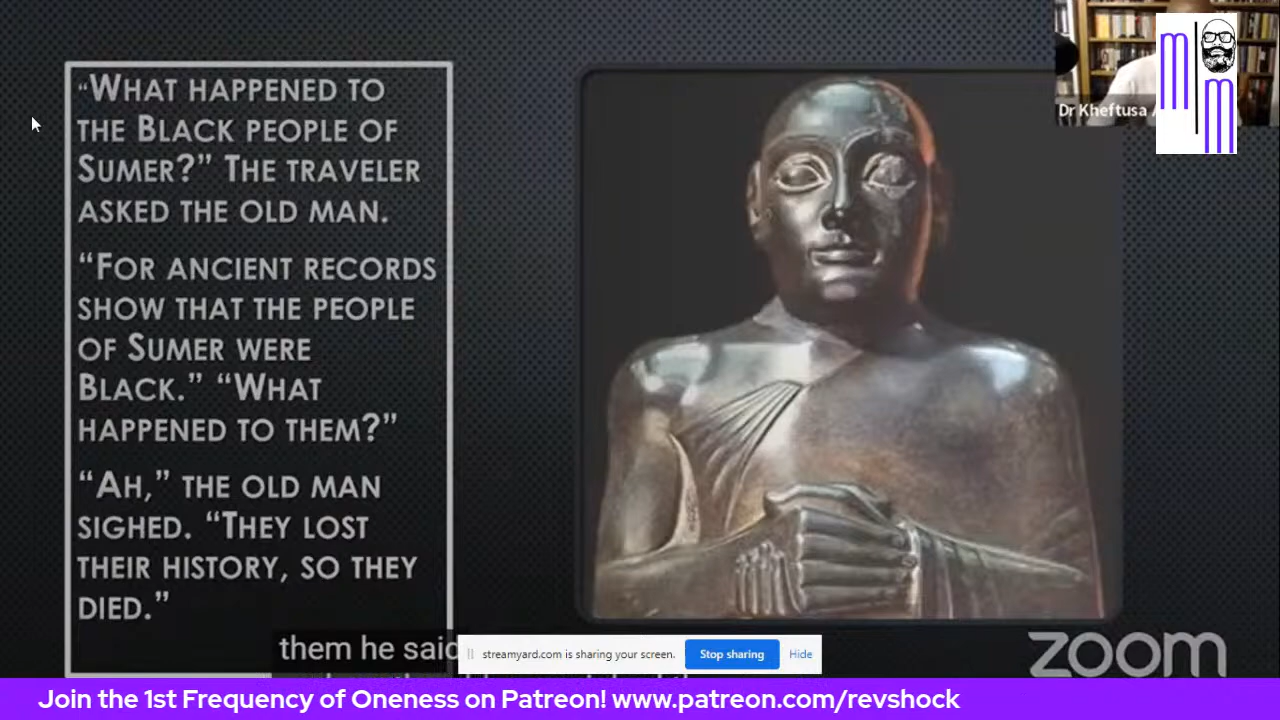 “WHAT HAPPENED TO
THE BLACK PEOPLE OF
SUMER?” THE TRAVELER
ASKED THE OLD MAN.
“FOR ANCIENT RECORDS
SHOW THAT THE PEOPLE
OF SUMER WERE
BLACK.” “WHAT
HAPPENED TO THEM?”
“AH,” THE OLD MAN
SIGHED. “THEY LOST
THEIR HISTORY, SO THEY
DIED.”
Dr Kheftusa
m m
them he said
streamyard.com is sharing your screen.
Stop sharing
Hide
zoom
Join the 1st Frequency of Oneness on Patreon! www.patreon.com/revshock